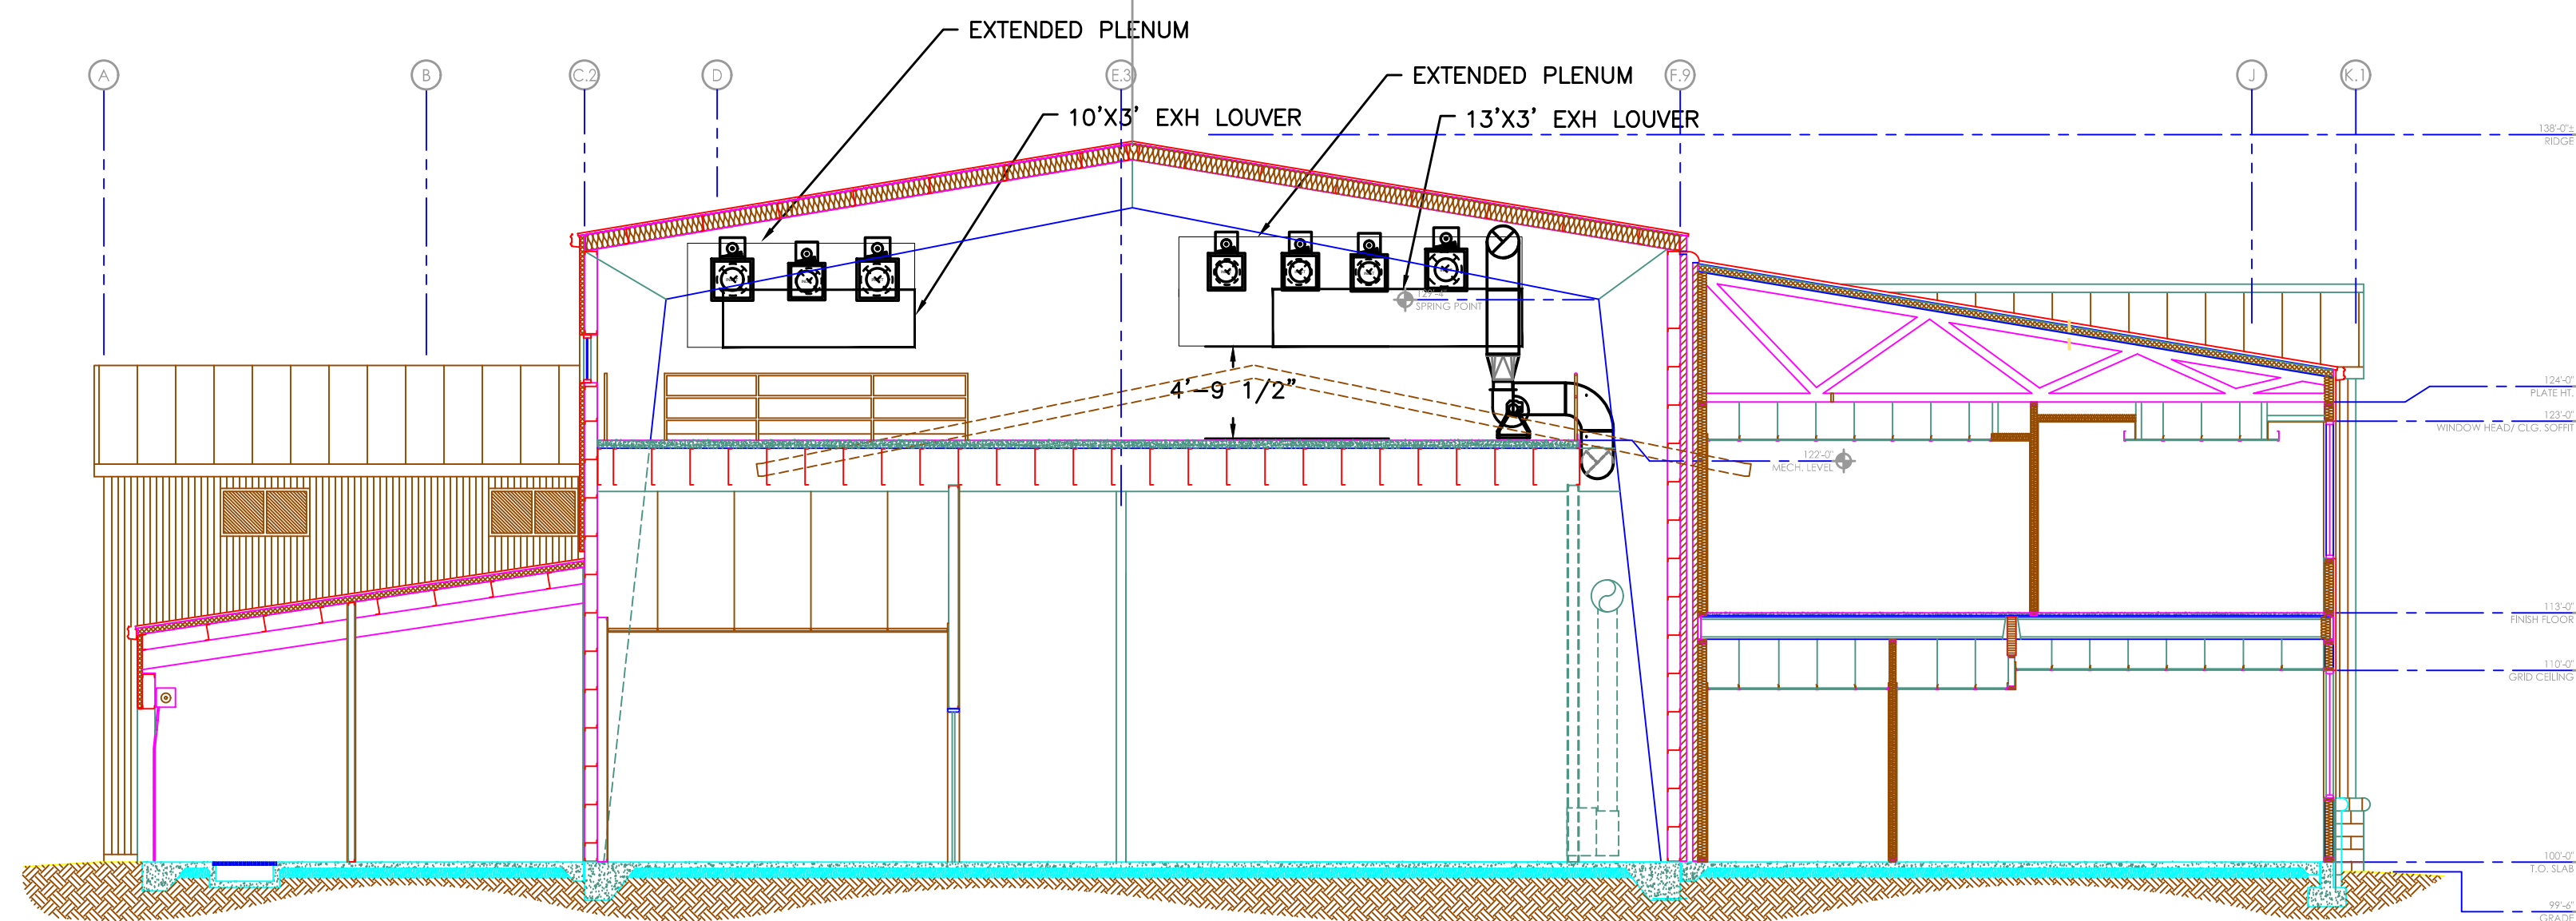 EXTENDED PLENUM
EXTENDED PLENUM
A
B
C.2
D
E.3
F.9
J
K.1
10'X3' EXH LOUVER
13'X3' EXH LOUVER
138'-0"±
RIDGE
SPRING POINT
4'-9 1/2"
124'-0"
PLATE HT.
123'-0"
WINDOW HEAD/ CLG. SOFFIT
122'-0"
MECH. LEVEL
113'-0"
FINISH FLOOR
110'-0"
GRID CEILING
100'-0"
T.O. SLAB
99'-6"
GRADE